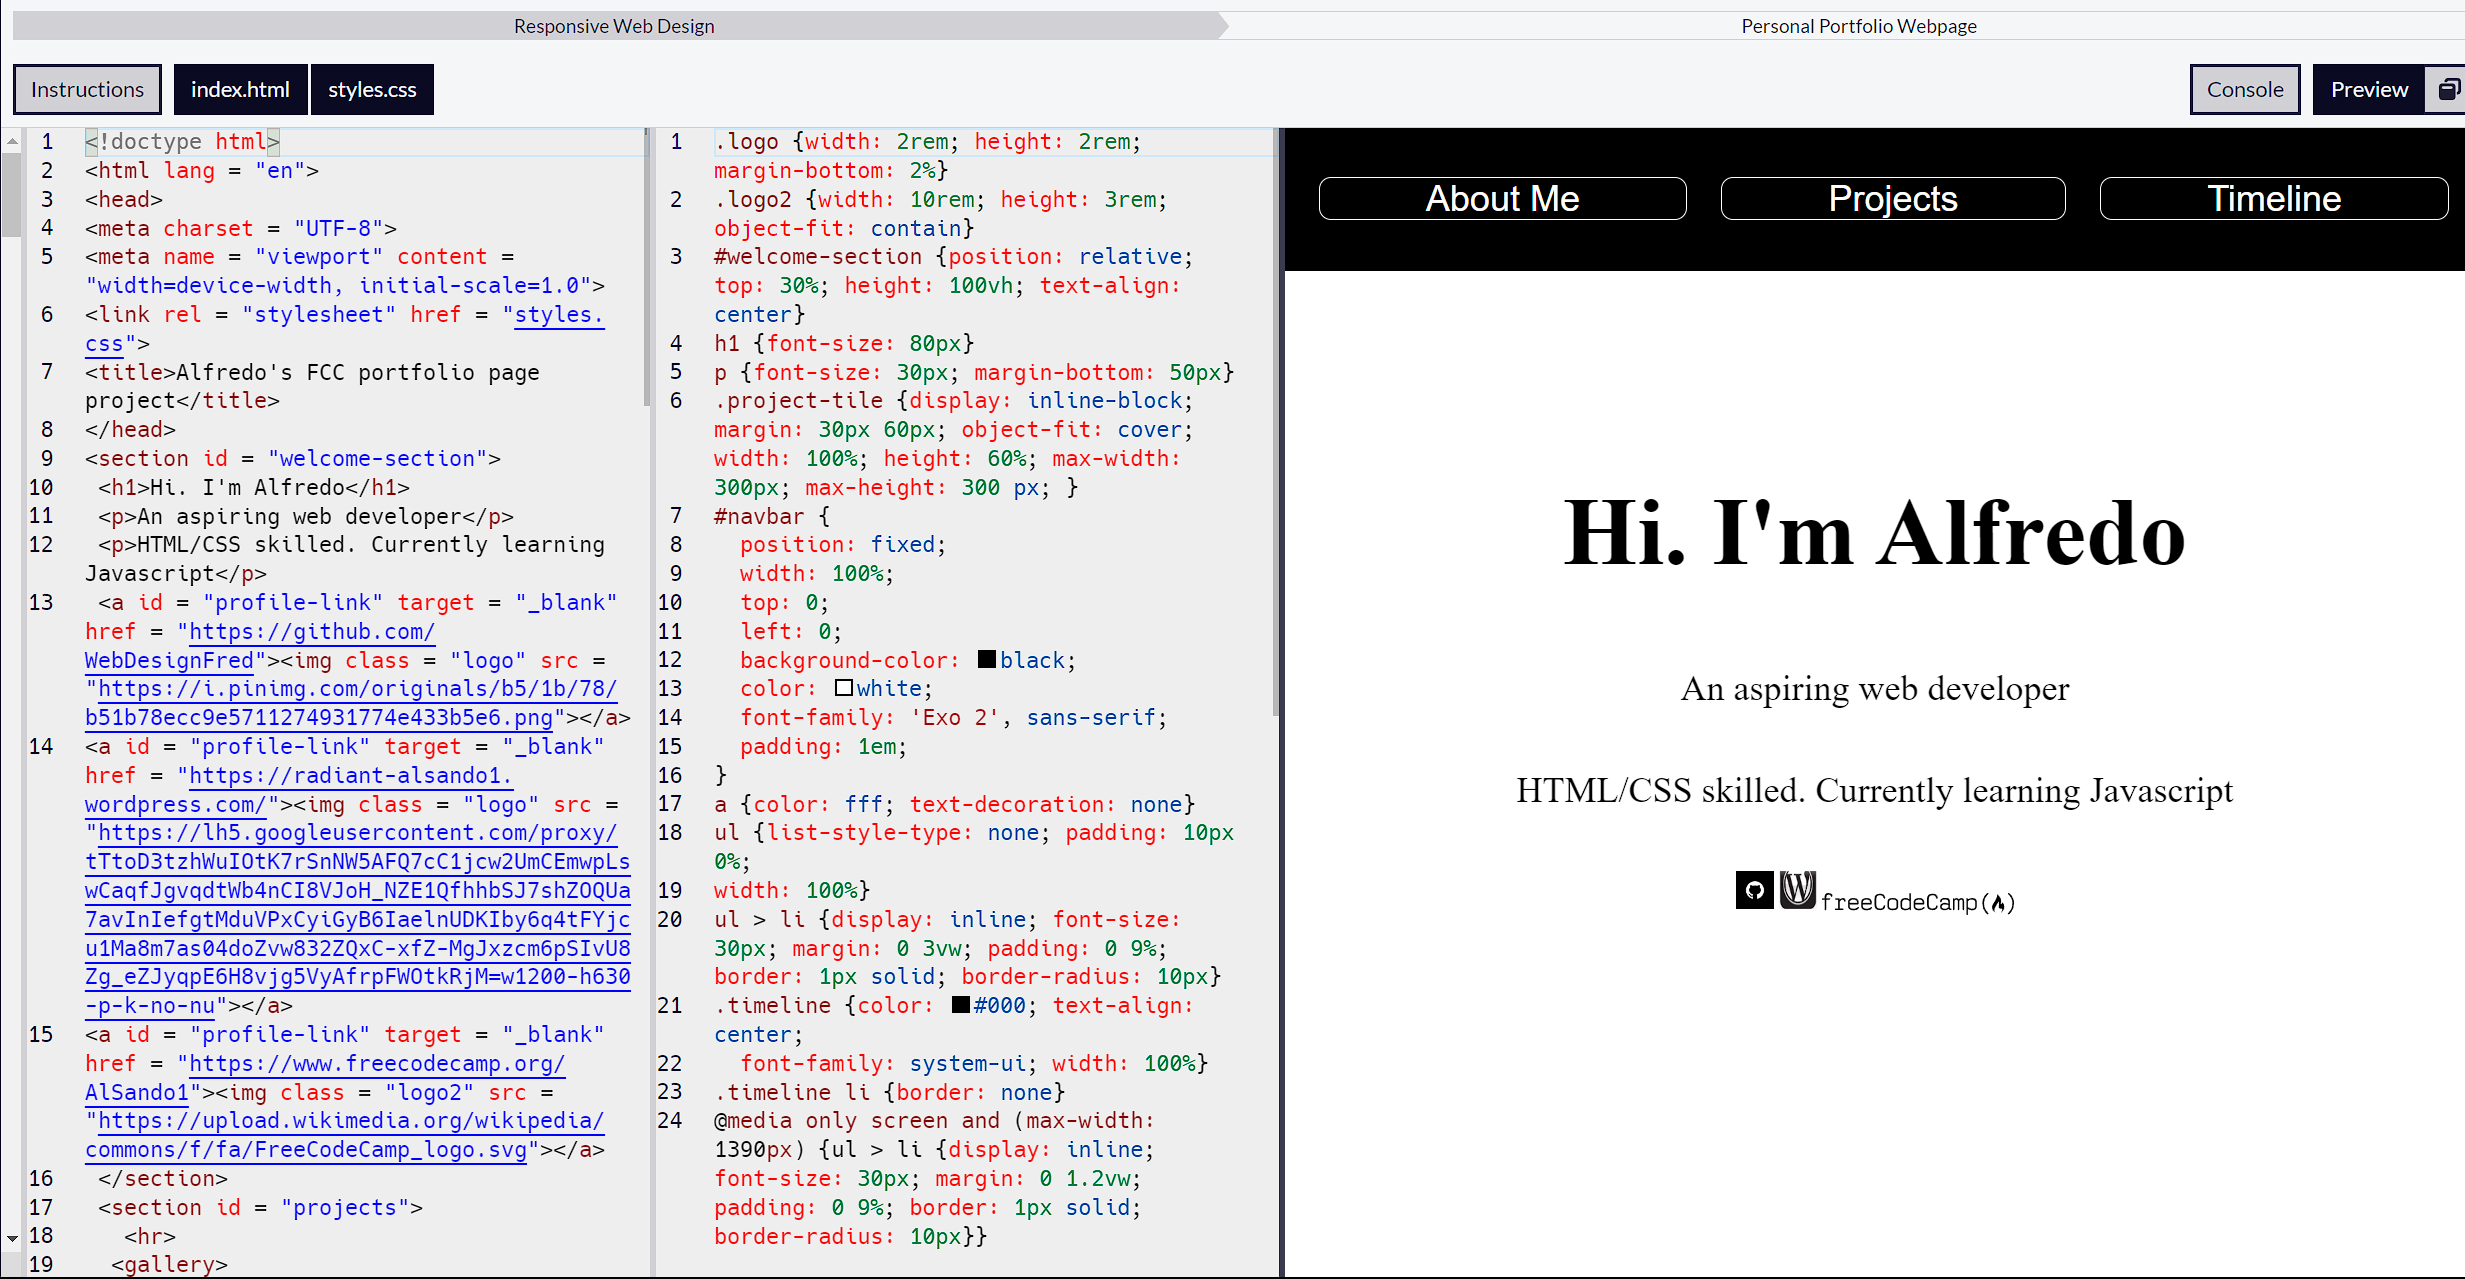 Responsive Web Design
Personal Portfolio Webpage
Instructions
index.html
styles.css
Console
Preview
1 <!doctype html>
2 <html lang = "en">
3 <head>
4 <meta charset = "UTF-8">
5 <meta name = "viewport" content =
"width=device-width, initial-scale=1.0">
6 <link rel = "stylesheet" href = "styles.
css">
7 <title>Alfredo's FCC portfolio page
project</title>
8 </head>
9 <section id = "welcome-section">
10 <h1>Hi. I'm Alfredo</h1>
11 <p>An aspiring web developer</p>
12 <p>HTML/CSS skilled. Currently learning
Javascript</p>
13 <a id = "profile-link" target = "_blank"
href = "https://github.com/
WebDesignFred"><img class = "logo" src =
"https://i.pinimg.com/originals/b5/1b/78/
b51b78ecc9e5711274931774e433b5e6.png"></a>
14 <a id = "profile-link" target = "_blank"
href = "https://radiant-alsando1.
wordpress.com/"><img class = "logo" src =
"https://lh5.googleusercontent.com/proxy/
tTtoD3tzhWuIOtK7rSnNW5AFQ7cC1jcw2UmCEmwpLs
wCaqfJgvqdtWb4nCI8VJoH_NZE1QfhhbSJ7shZOQUa
7avInIefgtMduVPxCyiGyB6IaelnUDKIby6q4tFYjc
u1Ma8m7as04doZvw832ZQxC-xfZ-MgJxzcm6pSIvU8
Zg_eZJyqpE6H8vjg5VyAfrpFWOtkRjM=w1200-h630
-p-k-no-nu"></a>
15 <a id = "profile-link" target = "_blank"
href = "https://www.freecodecamp.org/
AlSando1"><img class = "logo2" src =
"https://upload.wikimedia.org/wikipedia/
commons/f/fa/FreeCodeCamp_logo.svg"></a>
16 </section>
17 <section id = "projects">
18 <hr>
19 <gallery>
1 .logo {width: 2rem; height: 2rem;
margin-bottom: 2%}
2 .logo2 {width: 10rem; height: 3rem;
object-fit: contain}
3 #welcome-section {position: relative;
top: 30%; height: 100vh; text-align:
center}
4 h1 {font-size: 80px}
5 p {font-size: 30px; margin-bottom: 50px}
6 .project-tile {display: inline-block;
margin: 30px 60px; object-fit: cover;
width: 100%; height: 60%; max-width:
300px; max-height: 300 px; }
7 #navbar {
8 position: fixed;
9 width: 100%;
10 top: 0;
11 left: 0;
12 background-color: black;
13 color: white;
14 font-family: 'Exo 2', sans-serif;
15 padding: 1em;
16 }
17 a {color: fff; text-decoration: none}
18 ul {list-style-type: none; padding: 10px
0%;
19 width: 100%}
20 ul > li {display: inline; font-size:
30px; margin: 0 3vw; padding: 0 9%;
border: 1px solid; border-radius: 10px}
21 .timeline {color: #000; text-align:
center;
22 font-family: system-ui; width: 100%}
23 .timeline li {border: none}
24 @media only screen and (max-width:
1390px) {ul > li {display: inline;
font-size: 30px; margin: 0 1.2vw;
padding: 0 9%; border: 1px solid;
border-radius: 10px}}
About Me
Projects
Timeline
Hi. I'm Alfredo
An aspiring web developer
HTML/CSS skilled. Currently learning Javascript
freeCodeCamp